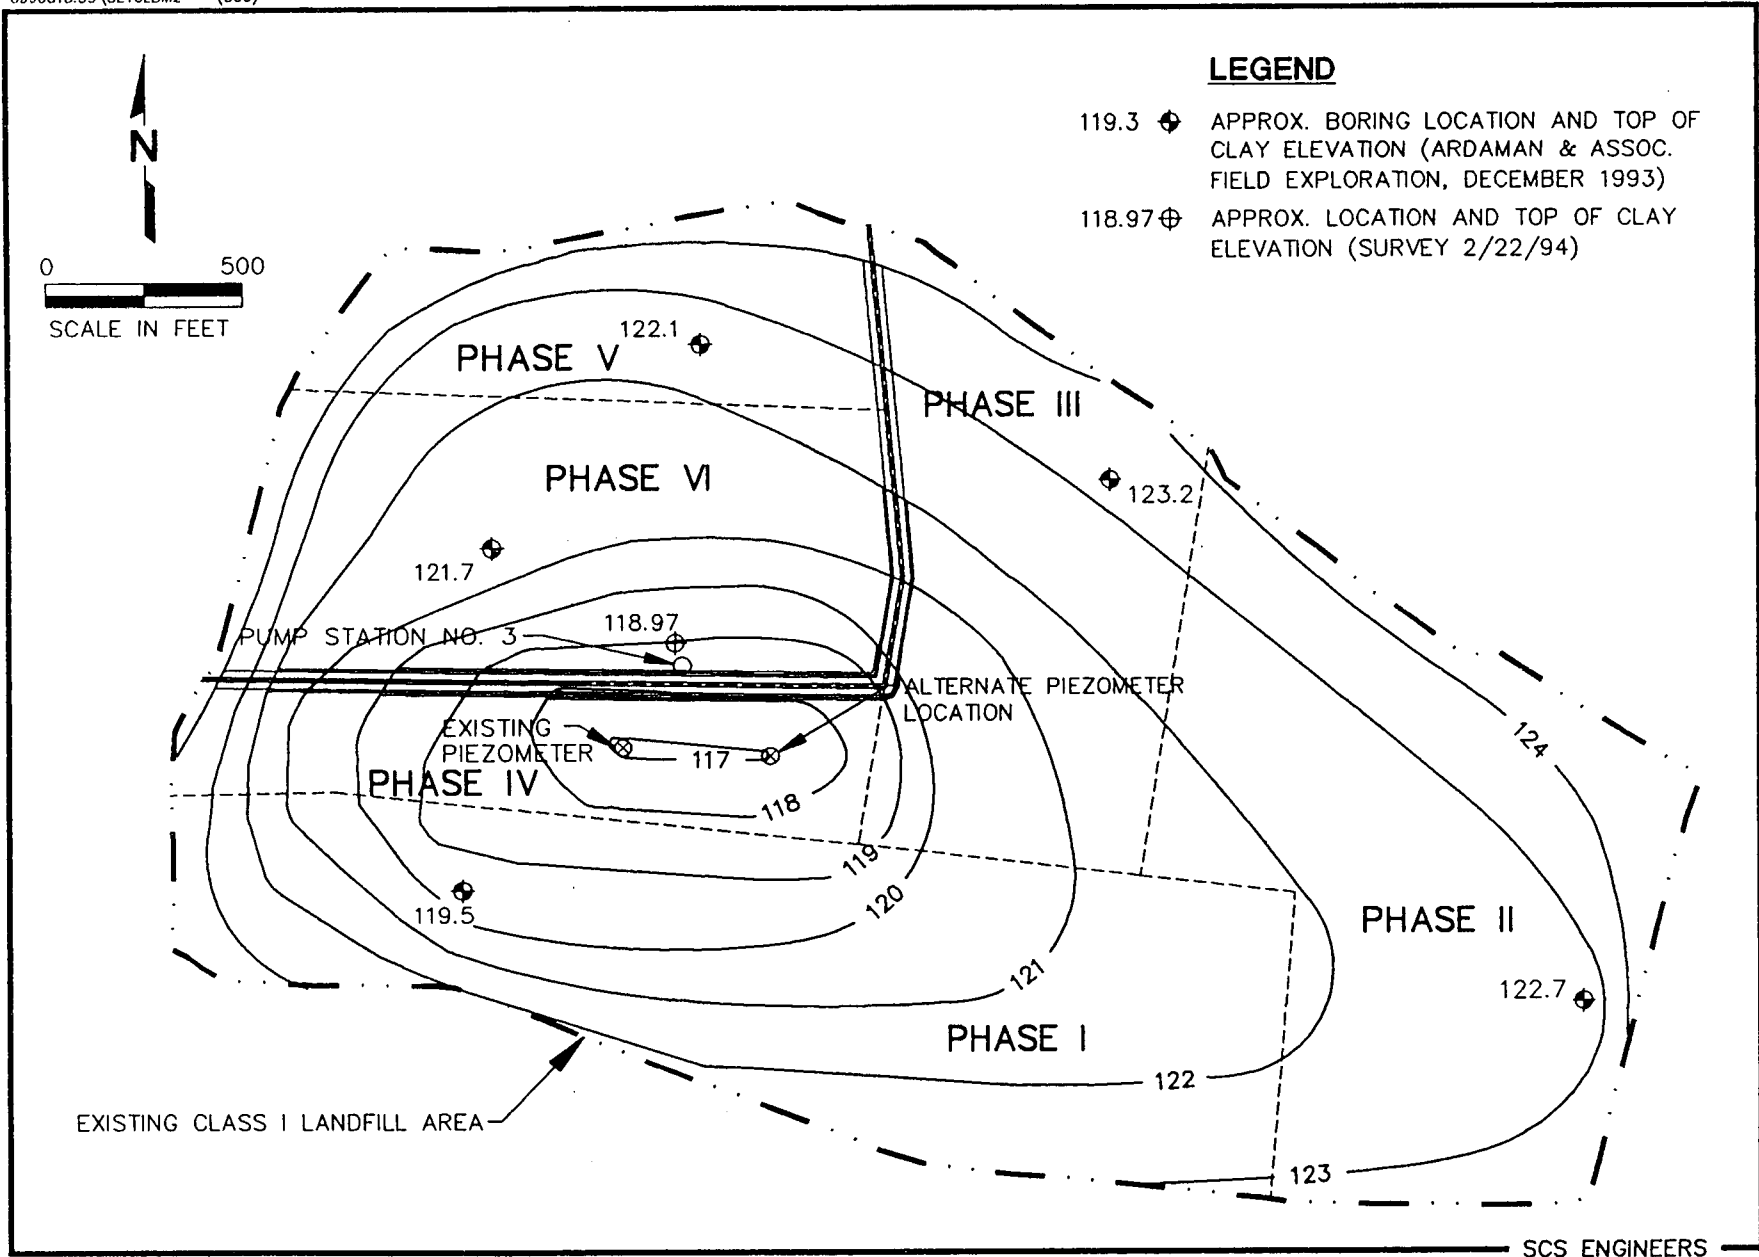 LEGEND
119.3 APPROX. BORING LOCATION AND TOP OF
CLAY ELEVATION (ARDAMAN & ASSOC.
FIELD EXPLORATION, DECEMBER 1993)
118.97 APPROX. LOCATION AND TOP OF CLAY
ELEVATION (SURVEY 2/22/94)
N
0 500
SCALE IN FEET
122.1
PHASE V
PHASE III
PHASE VI
123.2
121.7
118.97
PUMP STATION NO. 3
ALTERNATE PIEZOMETER
LOCATION
EXISTING
PIEZOMETER
117
124
PHASE IV
118
119
120
119.5
PHASE II
121
122.7
PHASE I
122
EXISTING CLASS I LANDFILL AREA
123
SCS ENGINEERS